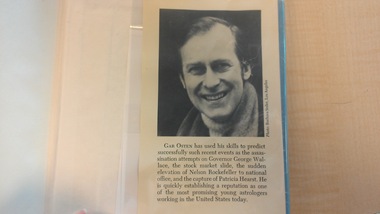 GAR OSTEN has used his skills to predict
successfully such recent events as the assas-
sination attempts on Governor George Wal-
lace, the stock market slide, the sudden
elevation of Nelson Rockefeller to national
office, and the capture of Patricia Hearst. He
is quickly establishing a reputation as one
of the most promising young astrologers
working in the United States today.